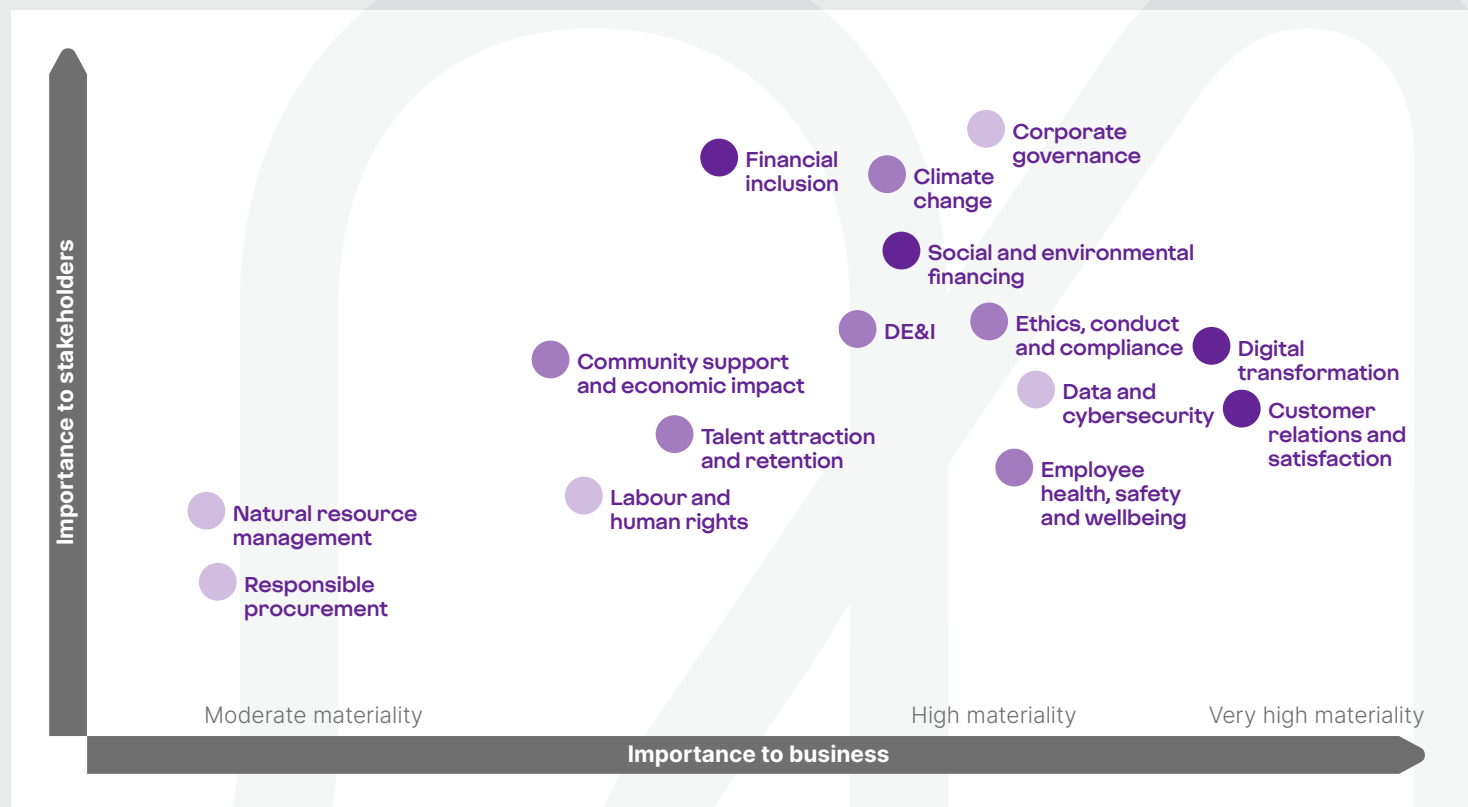 Importance to stakeholders
Corporate
governance
Financial
inclusion
Climate
change
Social and environmental
financing
Ethics, conduct
and compliance
DE&I
Digital
transformation
Community support
and economic impact
Data and
cybersecurity
Customer
relations and
satisfaction
Talent attraction
and retention
Employee
health, safety
and wellbeing
Labour and
human rights
Natural resource
management
Responsible
procurement
Moderate materiality
High materiality
Very high materiality
Importance to business